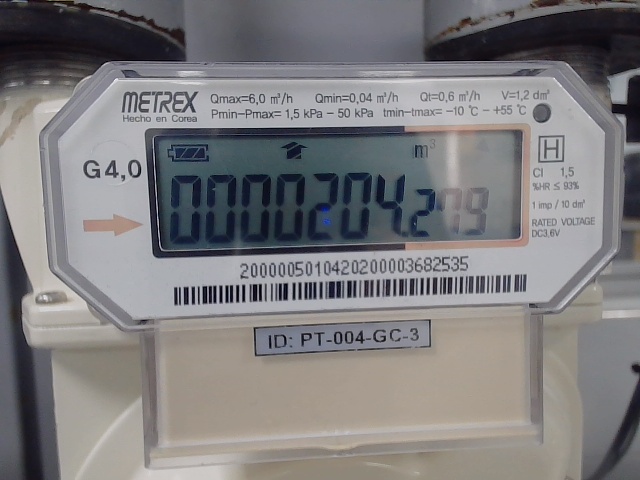 METREX
Hecho en Corea
Qmax=6,0 m³/h Qmin=0,04 m³/h Qt=0,6 m³/h V=1,2 dm³
Pmin-Pmax= 1,5 kPa - 50 kPa tmin-tmax= -10 °C - +55 °C
G4,0
m³
0000204.279
H
Cl 1,5
%HR ≤ 93%
1 imp / 10 dm³
RATED VOLTAGE
DC3,6V
20000050104202000003682535
ID: PT-004-GC-3